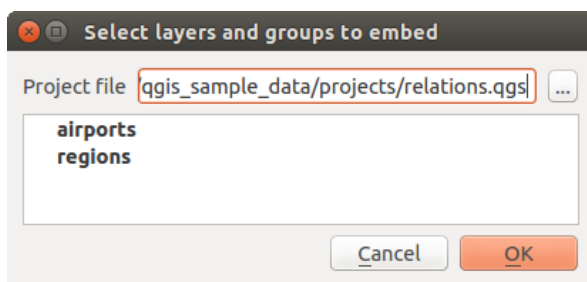 Select layers and groups to embed
Project file /qgis_sample_data/projects/relations.qgs ...
airports
regions
Cancel OK